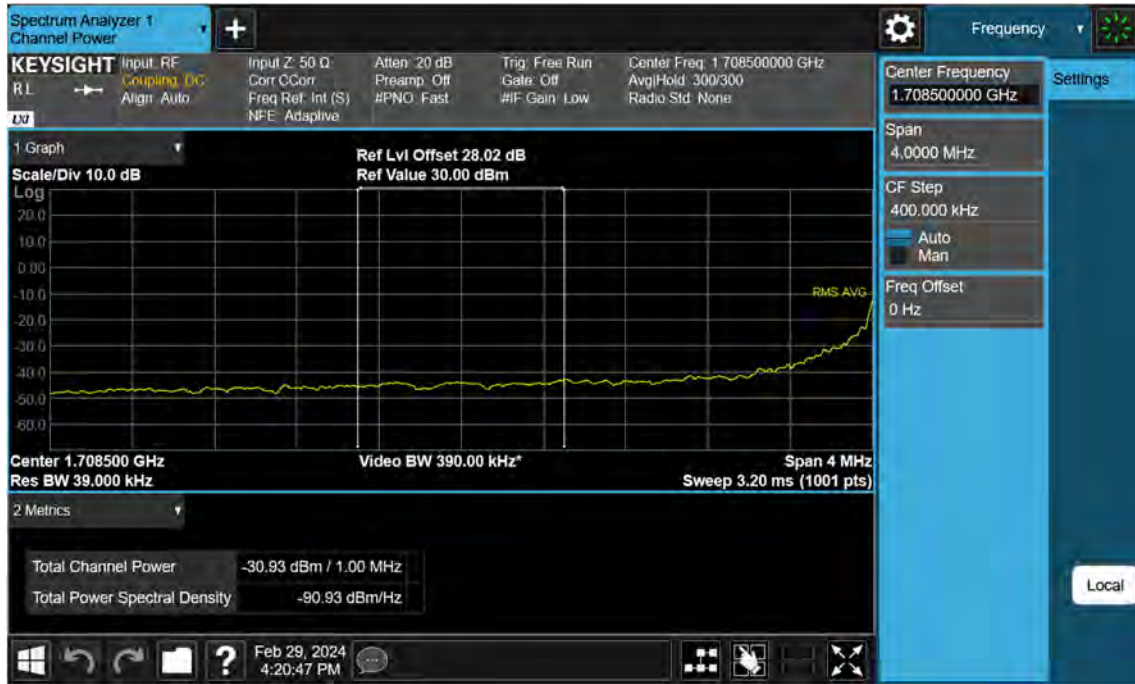 Spectrum Analyzer 1
Channel Power
+
Frequency
KEYSIGHT
RL
LXI
Input: RF
Coupling: DC
Align: Auto
Input Z: 50 Ω
Corr CCorr
Freq Ref: Int (S)
NFE: Adaptive
Atten: 20 dB
Preamp: Off
#PNO: Fast
Trig: Free Run
Gate: Off
#IF Gain: Low
Center Freq: 1.708500000 GHz
Avg|Hold: 300/300
Radio Std: None
Center Frequency
1.708500000 GHz
Settings
Span
4.0000 MHz
CF Step
400.000 kHz
Auto
Man
Freq Offset
0 Hz
1 Graph
Scale/Div 10.0 dB
Ref Lvl Offset 28.02 dB
Ref Value 30.00 dBm
Log
20.0
10.0
0.00
-10.0
RMS AVG
-20.0
-30.0
-40.0
-50.0
-60.0
Center 1.708500 GHz
Video BW 390.00 kHz*
Span 4 MHz
Res BW 39.000 kHz
Sweep 3.20 ms (1001 pts)
2 Metrics
Total Channel Power -30.93 dBm / 1.00 MHz
Total Power Spectral Density -90.93 dBm/Hz
Local
?
Feb 29, 2024
4:20:47 PM